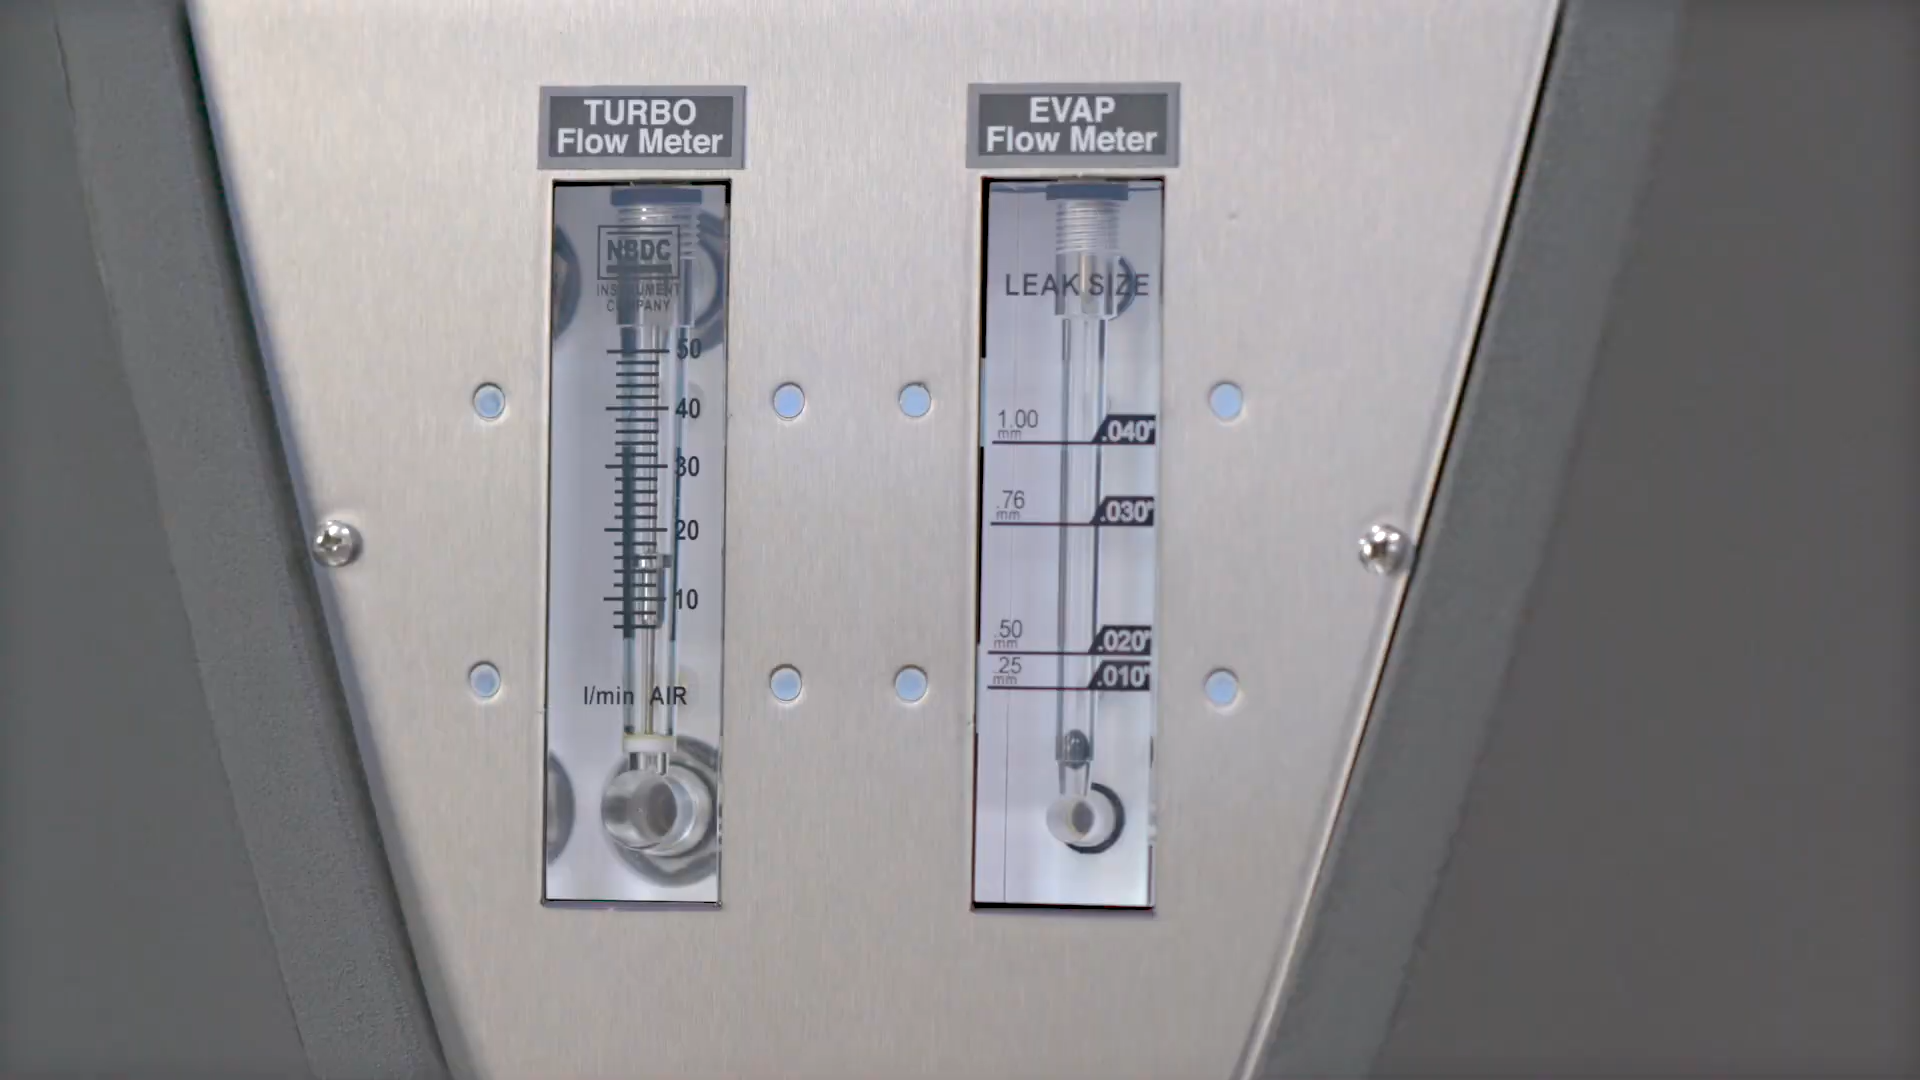 TURBO
Flow Meter
NBDC
INSTRUMENT
COMPANY
50
40
30
20
10
l/min AIR
EVAP
Flow Meter
LEAK SIZE
1.00 mm .040"
.76 mm .030"
.50 mm .020"
.25 mm .010"